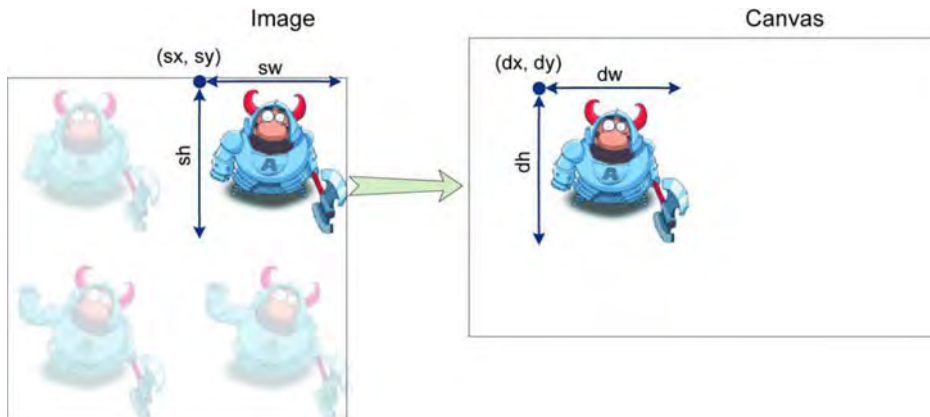 Image
Canvas
(sx, sy)
sw
sh
(dx, dy)
dw
dh
A
A